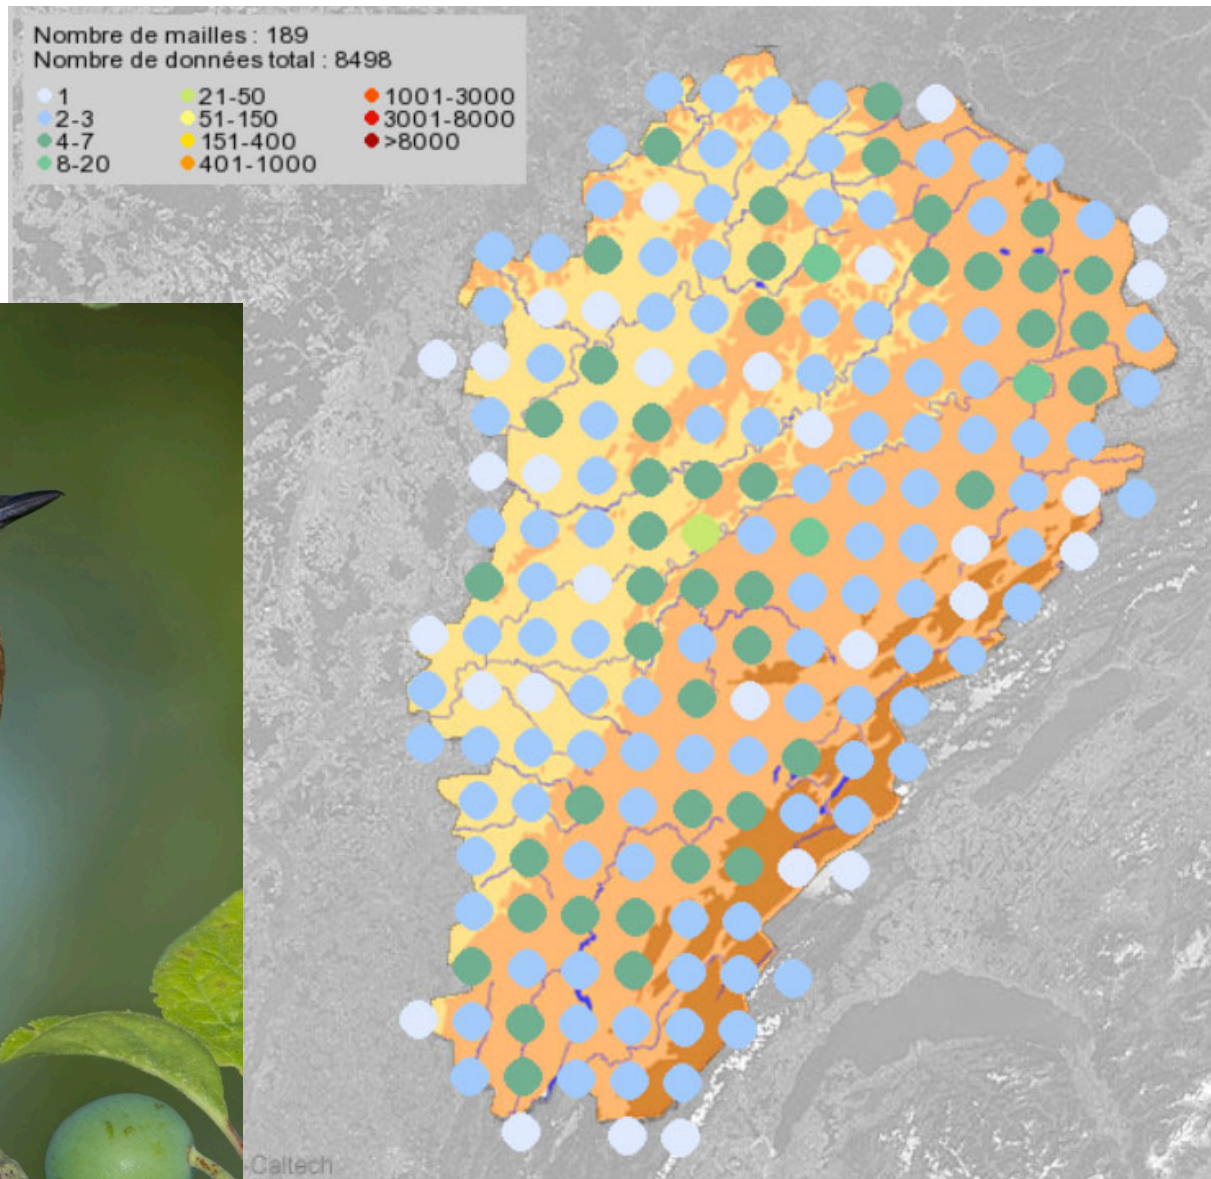 Nombre de mailles : 189
Nombre de données total : 8498
1 21-50 1001-3000
2-3 51-150 3001-8000
4-7 151-400 >8000
8-20 401-1000
Caltech